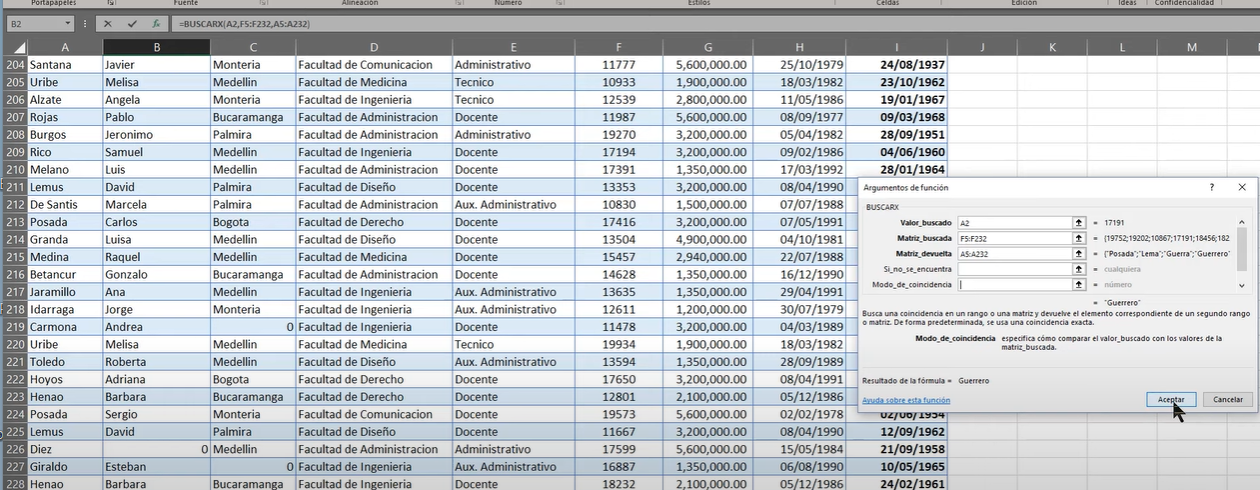 Portapapeles Fuente Alineación Número Estilos Celdas Edición Ideas Confidencialidad
B2 fx =BUSCARX(A2,F5:F232,A5:A232)
A B C D E F G H I J K L M
204 Santana Javier Monteria Facultad de Comunicacion Administrativo 11777 5,600,000.00 25/10/1979 24/08/1937
205 Uribe Melisa Medellin Facultad de Medicina Tecnico 10933 1,900,000.00 18/03/1982 23/10/1962
206 Alzate Angela Monteria Facultad de Ingenieria Tecnico 12539 2,800,000.00 11/05/1986 19/01/1967
207 Rojas Pablo Bucaramanga Facultad de Administracion Docente 11987 5,600,000.00 08/09/1977 09/03/1968
208 Burgos Jeronimo Palmira Facultad de Administracion Administrativo 19270 3,200,000.00 05/04/1982 28/09/1951
209 Rico Samuel Medellin Facultad de Ingenieria Docente 17194 3,200,000.00 09/02/1986 04/06/1960
210 Melano Luis Medellin Facultad de Administracion Docente 17391 1,350,000.00 17/03/1992 28/01/1964
211 Lemus David Palmira Facultad de Diseño Docente 13353 3,200,000.00 08/04/1990
212 De Santis Marcela Palmira Facultad de Diseño Aux. Administrativo 10830 1,500,000.00 07/07/1988
213 Posada Carlos Bogota Facultad de Derecho Docente 17416 3,200,000.00 07/05/1991
214 Granda Luisa Medellin Facultad de Diseño Docente 13504 4,900,000.00 04/10/1981
215 Medina Raquel Medellin Facultad de Diseño Docente 15457 2,940,000.00 22/07/1988
216 Betancur Gonzalo Bucaramanga Facultad de Administracion Docente 14628 1,350,000.00 16/12/1990
217 Jaramillo Ana Medellin Facultad de Ingenieria Aux. Administrativo 13635 1,350,000.00 29/04/1991
218 Idarraga Jorge Monteria Facultad de Ingenieria Aux. Administrativo 12611 1,200,000.00 30/07/1979
219 Carmona Andrea 0 Facultad de Ingenieria Docente 11478 3,200,000.00 04/03/1989
220 Uribe Melisa Medellin Facultad de Medicina Tecnico 19934 1,900,000.00 18/03/1982
221 Toledo Roberta Medellin Facultad de Diseño Aux. Administrativo 13594 1,350,000.00 28/09/1989
222 Hoyos Adriana Bogota Facultad de Derecho Docente 17650 3,200,000.00 08/04/1991
223 Henao Barbara Bucaramanga Facultad de Derecho Docente 12801 2,100,000.00 05/12/1986
224 Posada Sergio Monteria Facultad de Comunicacion Docente 19573 5,600,000.00 02/02/1978 02/06/1954
225 Lemus David Palmira Facultad de Diseño Docente 11667 3,200,000.00 08/04/1990 12/09/1962
226 Diez 0 Medellin Facultad de Administracion Administrativo 17599 5,600,000.00 15/05/1984 21/09/1958
227 Giraldo Esteban 0 Facultad de Ingenieria Aux. Administrativo 16887 1,350,000.00 06/08/1990 10/05/1965
228 Henao Barbara Bucaramanga Facultad de Ingenieria Docente 18232 2,100,000.00 05/12/1986 24/02/1961
Argumentos de función ? ×
BUSCARX
Valor_buscado A2 = 17191
Matriz_buscada F5:F232 = {19752;19202;10867;17191;18456;182
Matriz_devuelta A5:A232 = {"Posada";"Lema";"Guerra";"Guerrero"
Si_no_se_encuentra = cualquiera
Modo_de_coincidencia = número
= "Guerrero"
Busca una coincidencia en un rango o una matriz y devuelve el elemento correspondiente de un segundo rango
o matriz. De forma predeterminada, se usa una coincidencia exacta.
Modo_de_coincidencia especifica cómo comparar el valor_buscado con los valores de la
matriz_buscada.
Resultado de la fórmula = Guerrero
Ayuda sobre esta función Aceptar Cancelar